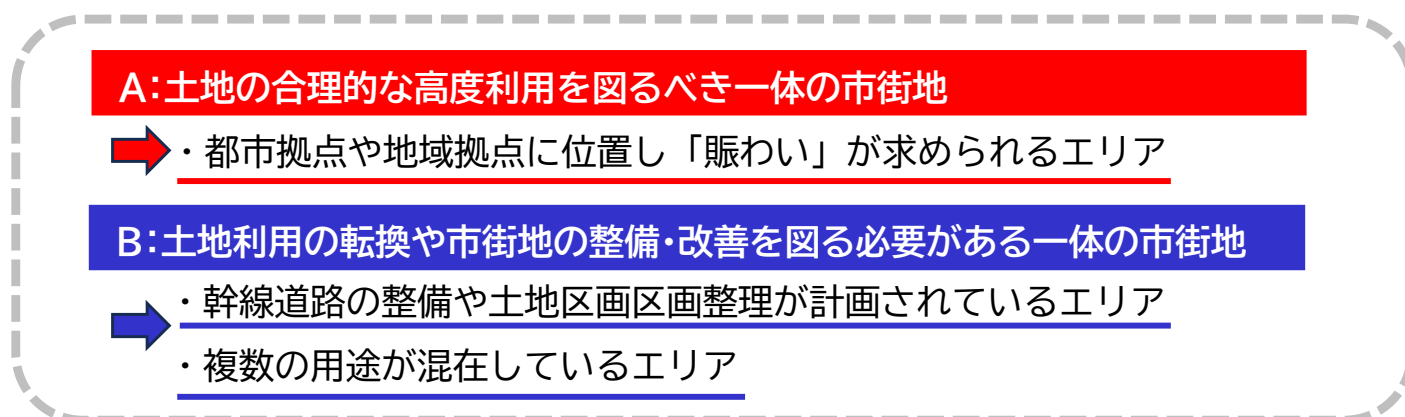 A:土地の合理的な高度利用を図るべき一体の市街地
・都市拠点や地域拠点に位置し「賑わい」が求められるエリア
B:土地利用の転換や市街地の整備・改善を図る必要がある一体の市街地
・幹線道路の整備や土地区画区画整理が計画されているエリア
・複数の用途が混在しているエリア